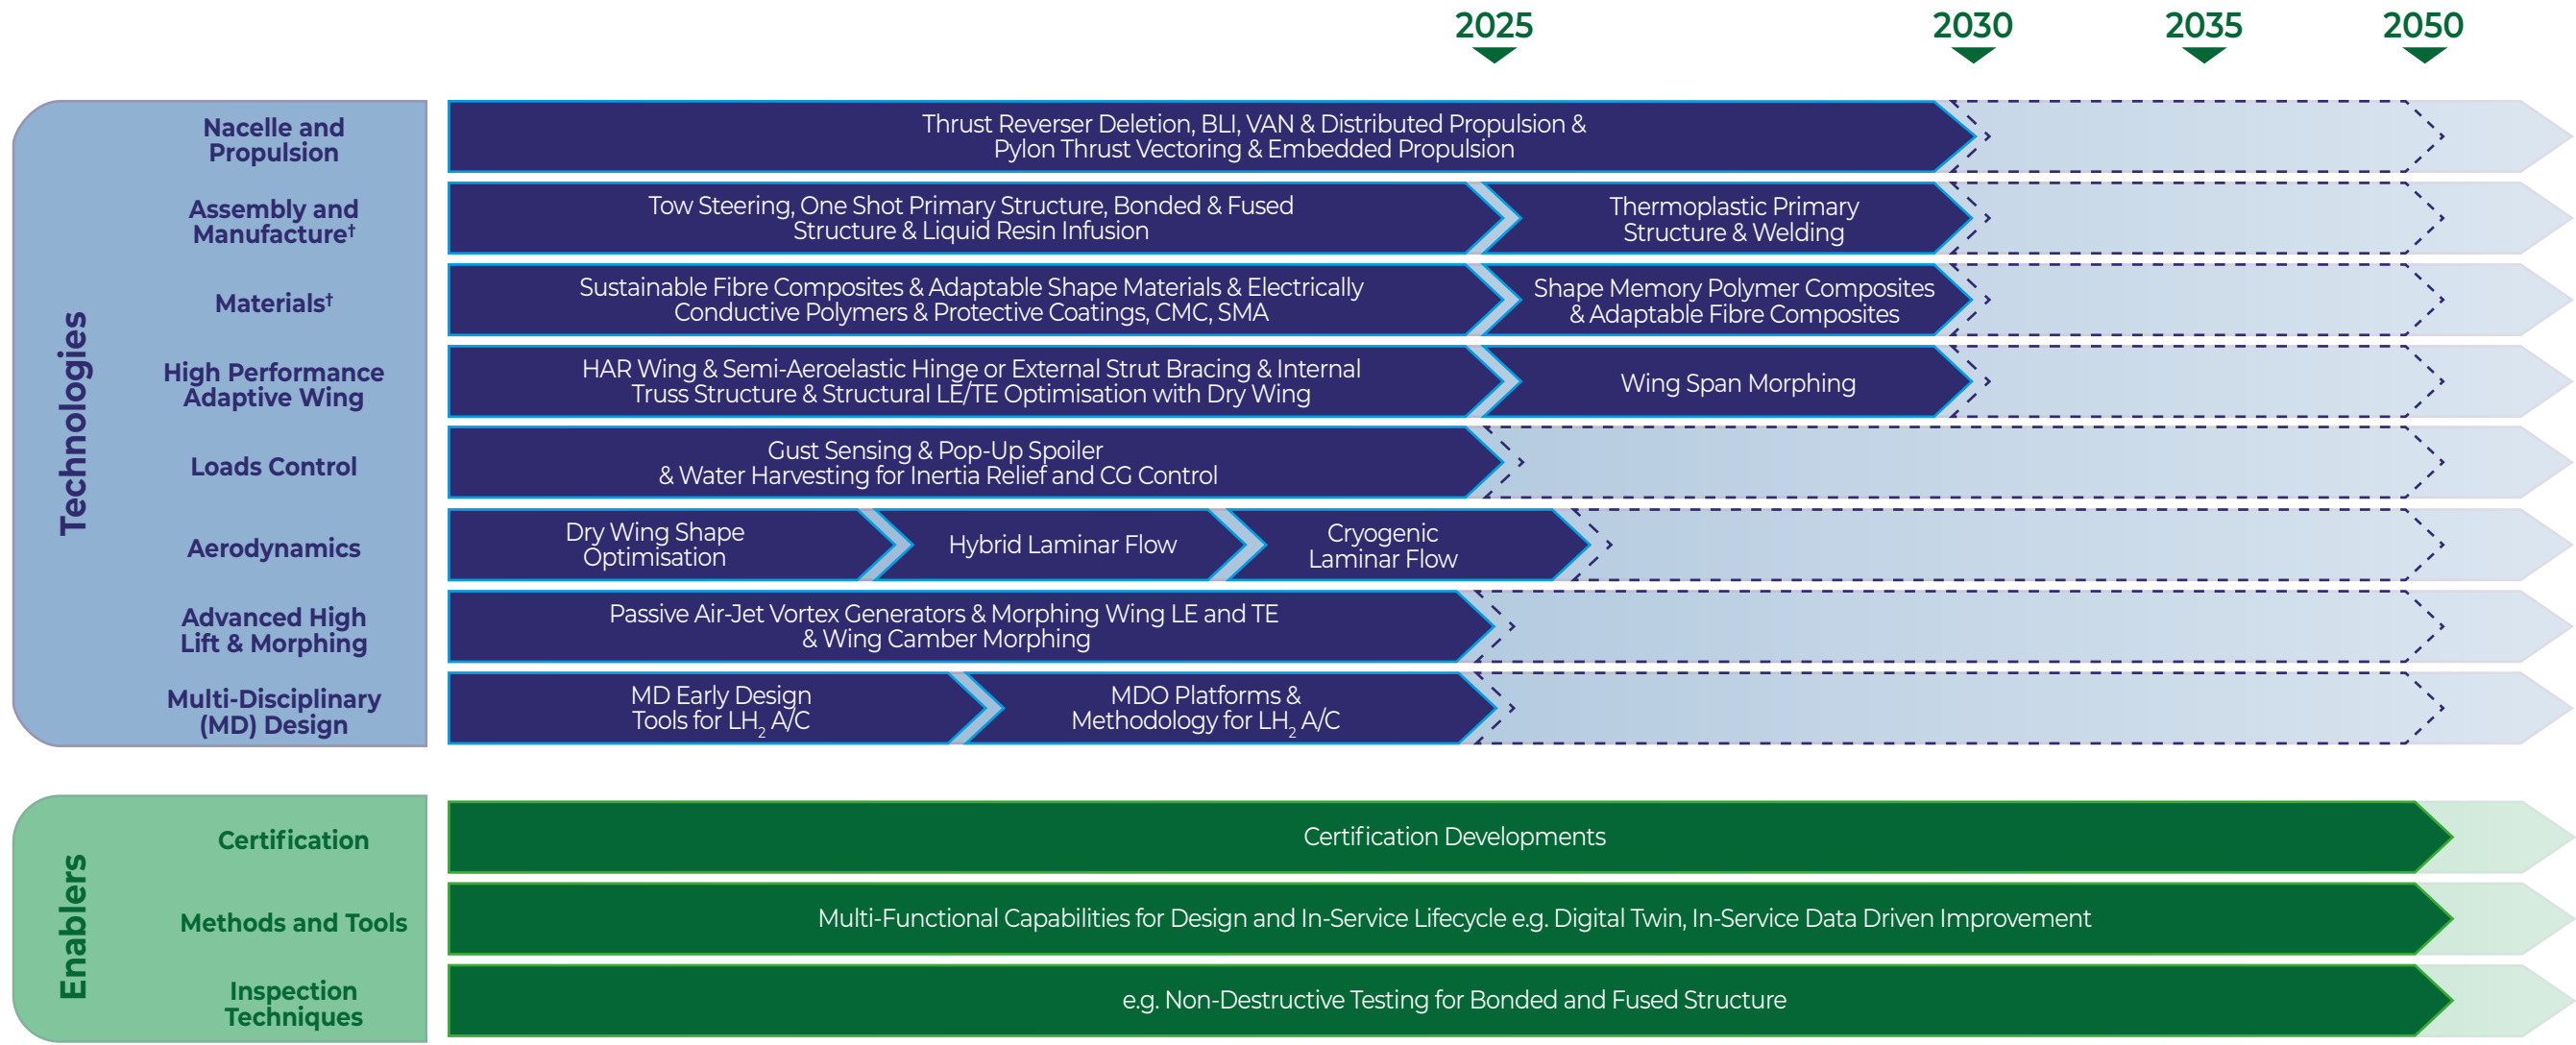 2025
2030
2035
2050
Technologies
Nacelle and
Propulsion
Thrust Reverser Deletion, BLI, VAN & Distributed Propulsion &
Pylon Thrust Vectoring & Embedded Propulsion
Assembly and
Manufacture†
Tow Steering, One Shot Primary Structure, Bonded & Fused
Structure & Liquid Resin Infusion
Thermoplastic Primary
Structure & Welding
Materials†
Sustainable Fibre Composites & Adaptable Shape Materials & Electrically
Conductive Polymers & Protective Coatings, CMC, SMA
Shape Memory Polymer Composites
& Adaptable Fibre Composites
High Performance
Adaptive Wing
HAR Wing & Semi-Aeroelastic Hinge or External Strut Bracing & Internal
Truss Structure & Structural LE/TE Optimisation with Dry Wing
Wing Span Morphing
Loads Control
Gust Sensing & Pop-Up Spoiler
& Water Harvesting for Inertia Relief and CG Control
Aerodynamics
Dry Wing Shape
Optimisation
Hybrid Laminar Flow
Cryogenic
Laminar Flow
Advanced High
Lift & Morphing
Passive Air-Jet Vortex Generators & Morphing Wing LE and TE
& Wing Camber Morphing
Multi-Disciplinary
(MD) Design
MD Early Design
Tools for LH₂ A/C
MDO Platforms &
Methodology for LH₂ A/C
Enablers
Certification
Certification Developments
Methods and Tools
Multi-Functional Capabilities for Design and In-Service Lifecycle e.g. Digital Twin, In-Service Data Driven Improvement
Inspection
Techniques
e.g. Non-Destructive Testing for Bonded and Fused Structure